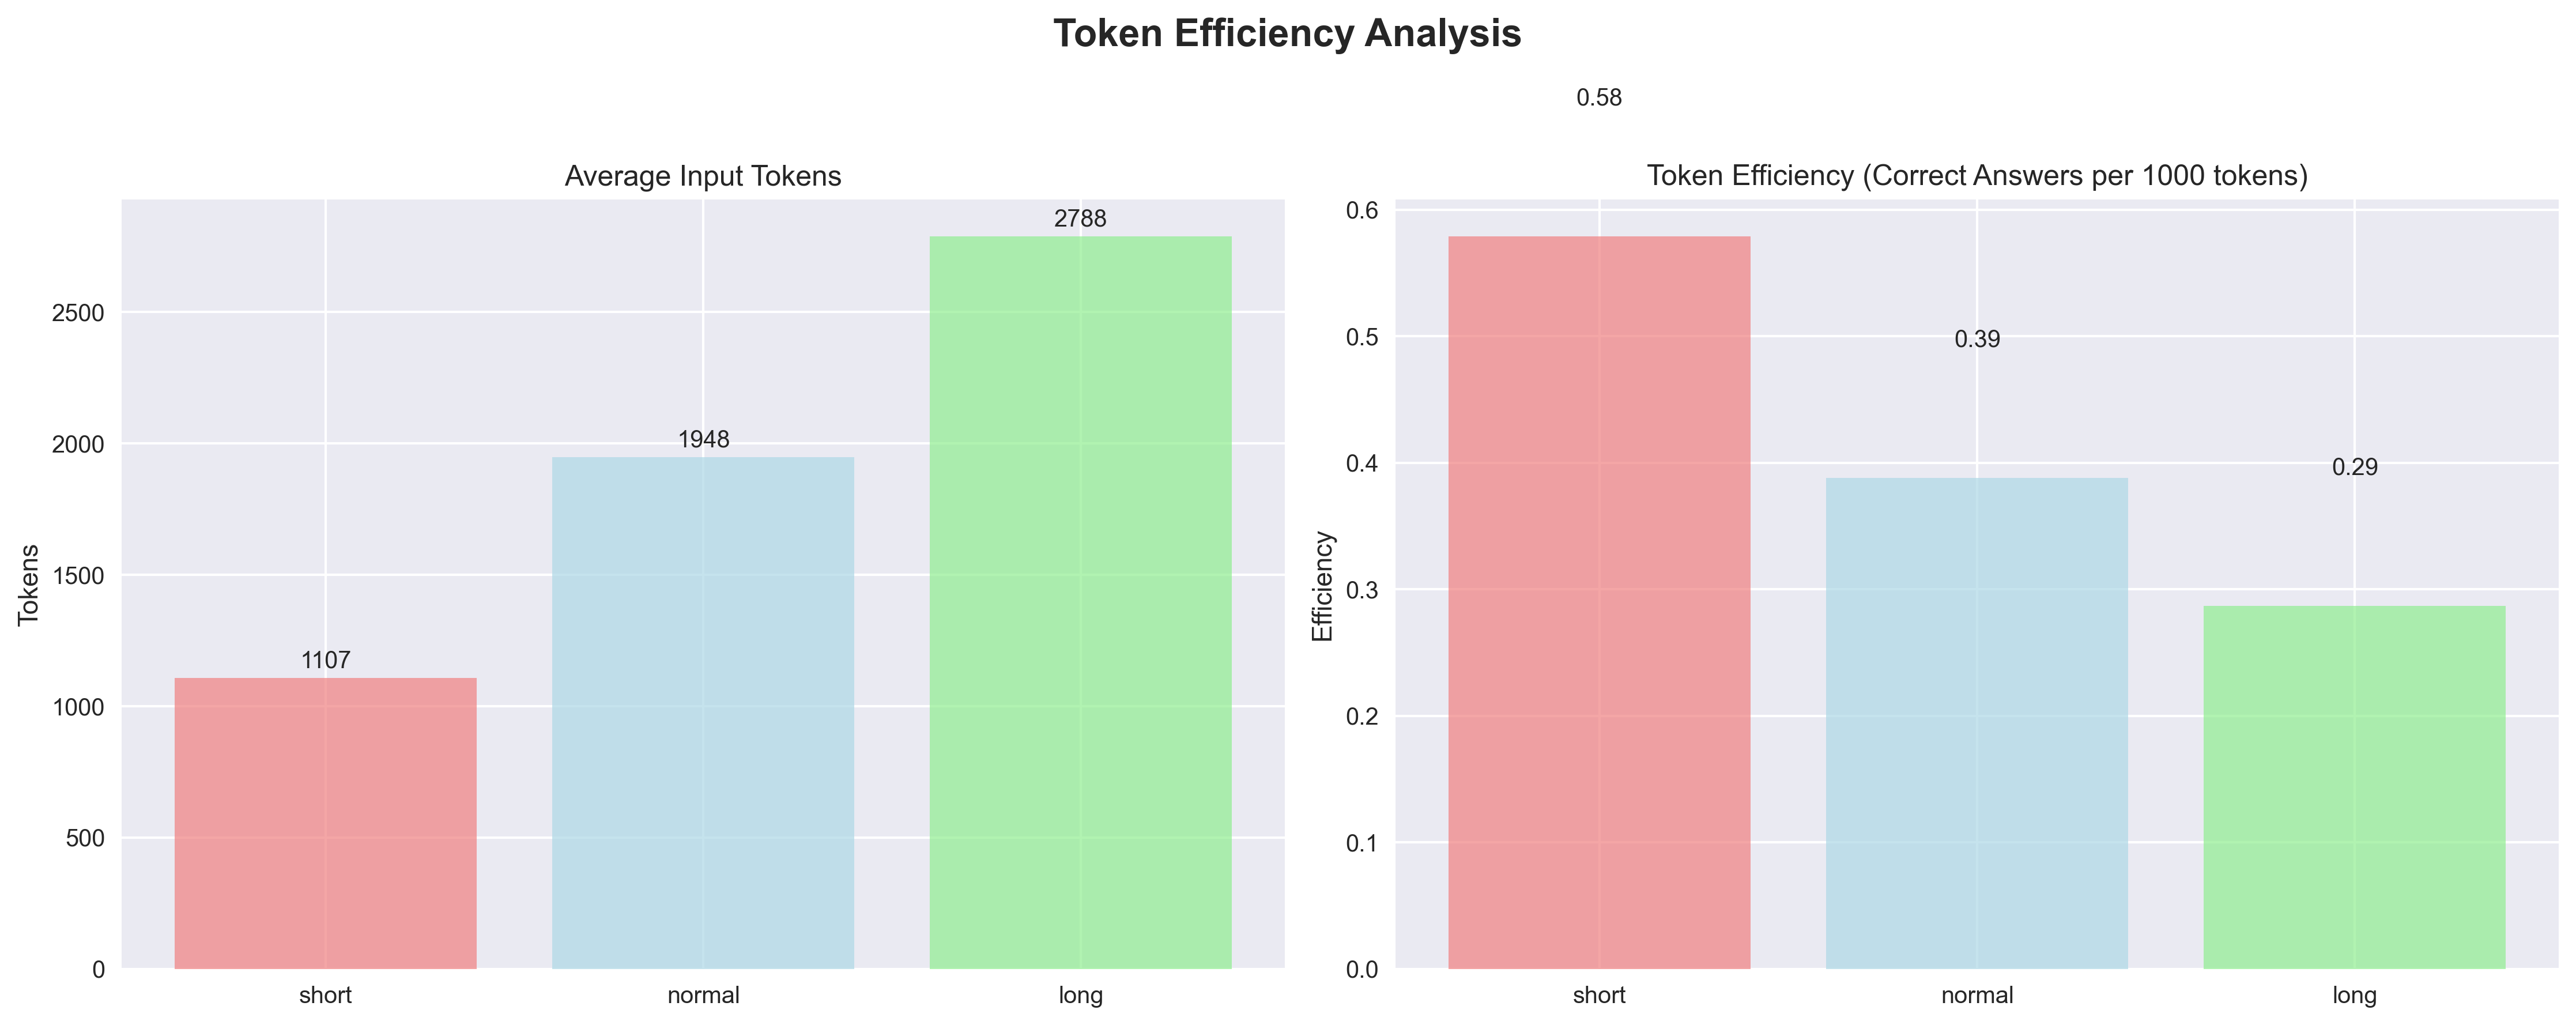 Token Efficiency Analysis
Average Input Tokens
Tokens
2500
2000
1500
1000
500
0
1107
1948
2788
short normal long
0.58
Token Efficiency (Correct Answers per 1000 tokens)
Efficiency
0.6
0.5
0.4
0.3
0.2
0.1
0.0
0.39
0.29
short normal long